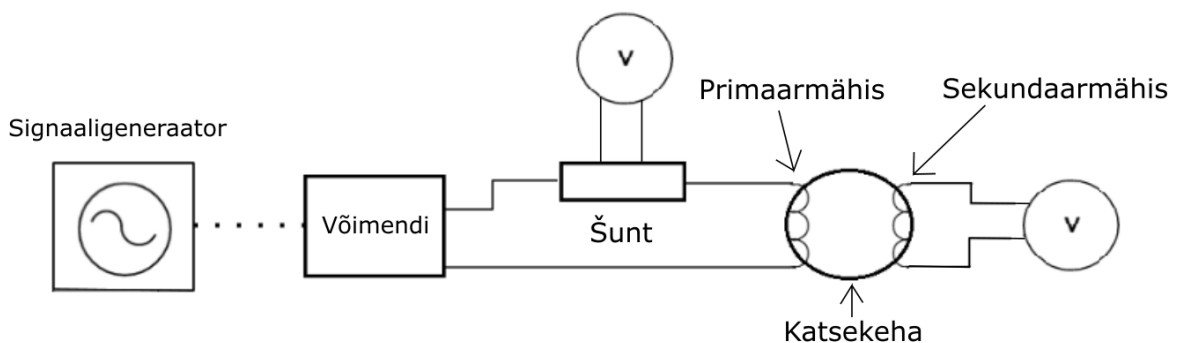 V
Primaarmähis
Sekundaarmähis
Signaaligeneraator
Võimendi
Šunt
V
Katsekeha